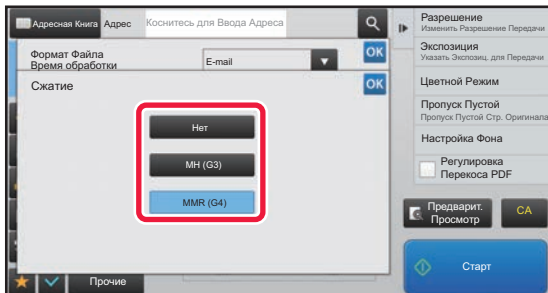 Адресная Книга Адрес Коснитесь для Ввода Адреса
Формат Файла
Время обработки
E-mail
OK
Сжатие
OK
Нет
MH (G3)
MMR (G4)
Прочие
Разрешение
Изменить Разрешение Передачи
Экспозиция
Указать Экспозиц. для Передачи
Цветной Режим
Пропуск Пустой
Пропуск Пустой Стр. Оригинала
Настройка Фона
Регулировка
Перекоса PDF
Предварит.
Просмотр
CA
Старт